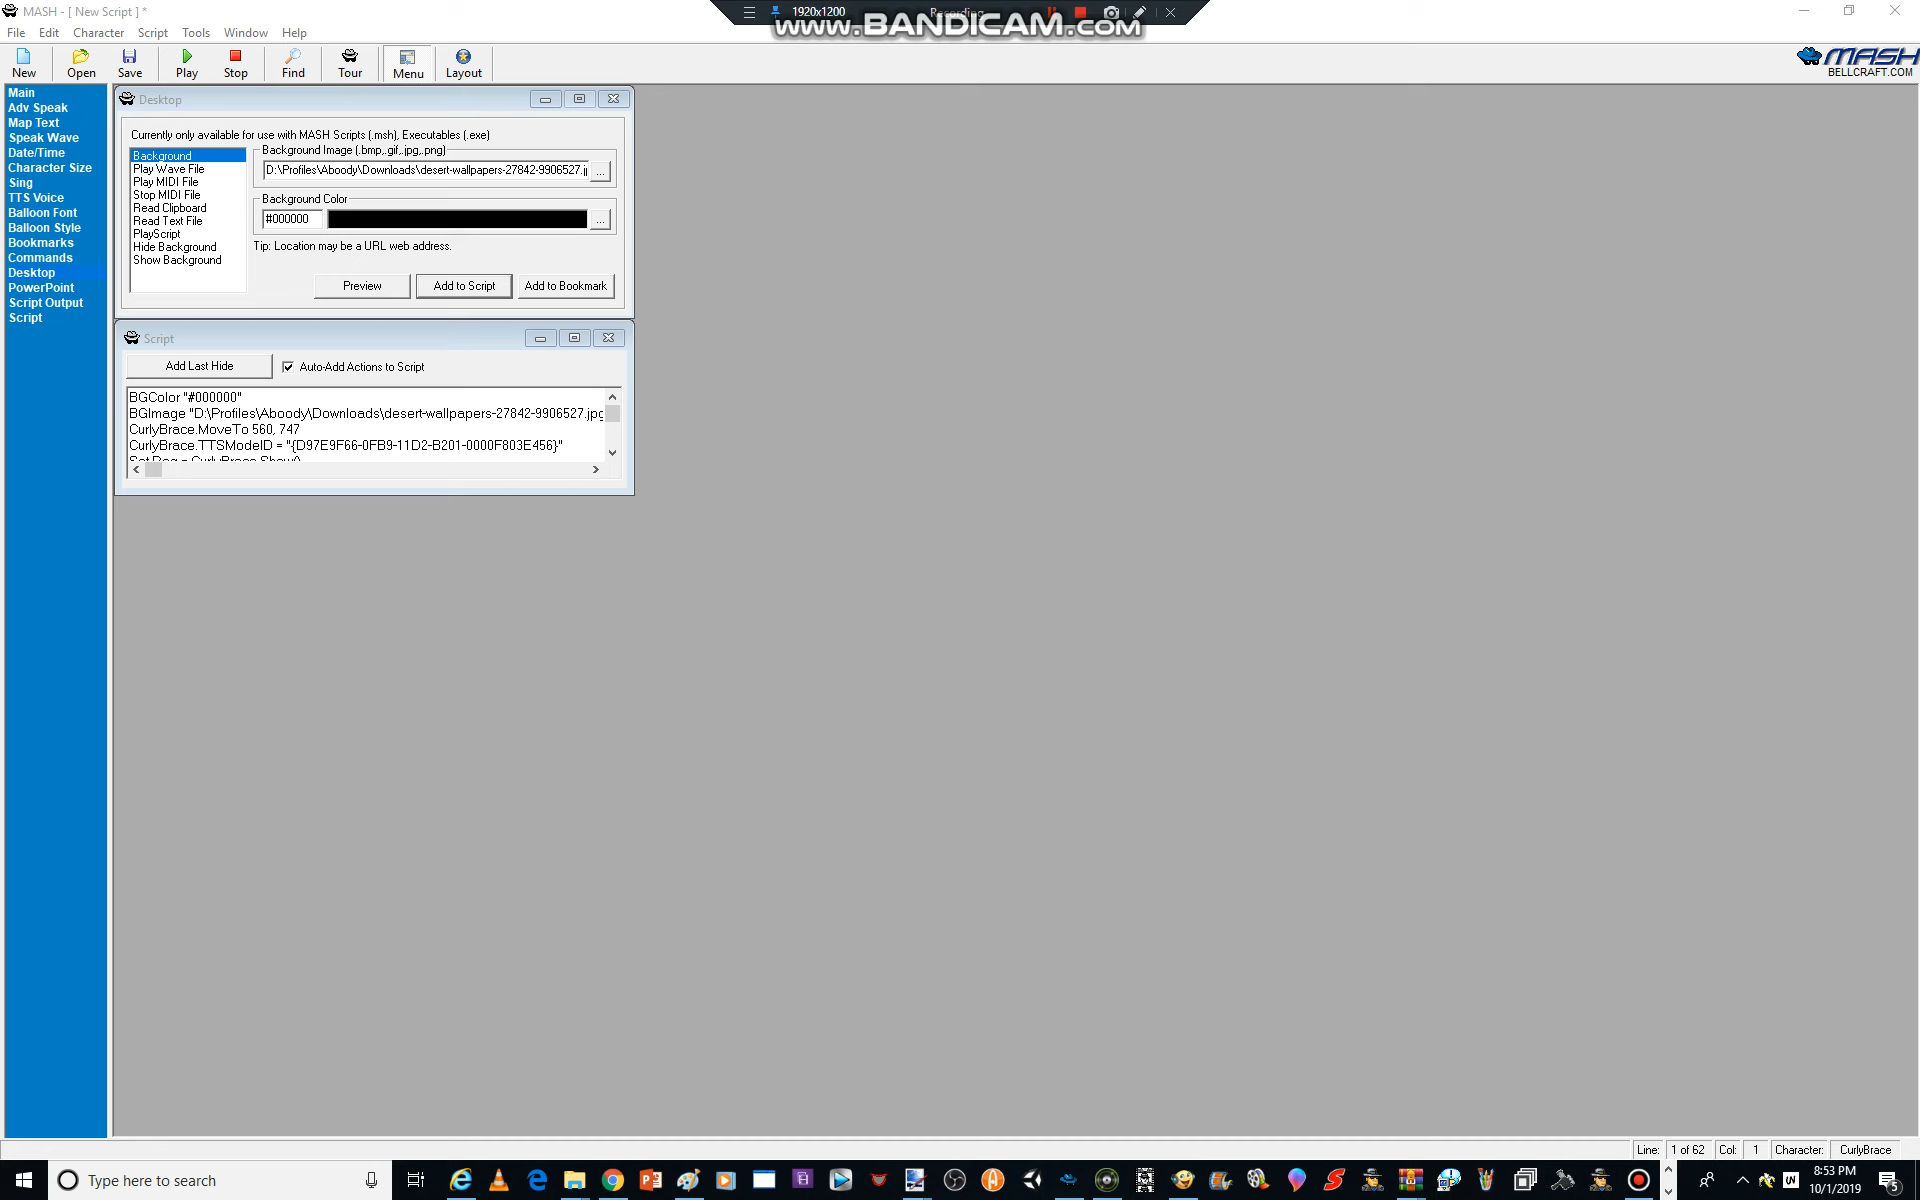 MASH - [ New Script ] *
1920x1200
Recording
www.BANDICAM.com
File Edit Character Script Tools Window Help
New Open Save Play Stop Find Tour Menu Layout
MASH
BELLCRAFT.COM
Main
Adv Speak
Map Text
Speak Wave
Date/Time
Character Size
Sing
TTS Voice
Balloon Font
Balloon Style
Bookmarks
Commands
Desktop
PowerPoint
Script Output
Script
Desktop
Currently only available for use with MASH Scripts (.msh), Executables (.exe)
Background
Play Wave File
Play MIDI File
Stop MIDI File
Read Clipboard
Read Text File
PlayScript
Hide Background
Show Background
Background Image (.bmp,.gif,.jpg,.png)
D:\Profiles\Aboody\Downloads\desert-wallpapers-27842-9906527.j
...
Background Color
#000000
...
Tip: Location may be a URL web address.
Preview Add to Script Add to Bookmark
Script
Add Last Hide
Auto-Add Actions to Script
BGColor "#000000"
BGImage "D:\Profiles\Aboody\Downloads\desert-wallpapers-27842-9906527.jpg
CurlyBrace.MoveTo 560, 747
CurlyBrace.TTSModeID = "{D97E9F66-0FB9-11D2-B201-0000F803E456}"
Set Req = CurlyBrace.Show()
Line: 1 of 62 Col: 1 Character: CurlyBrace
Type here to search
8:53 PM
10/1/2019
5